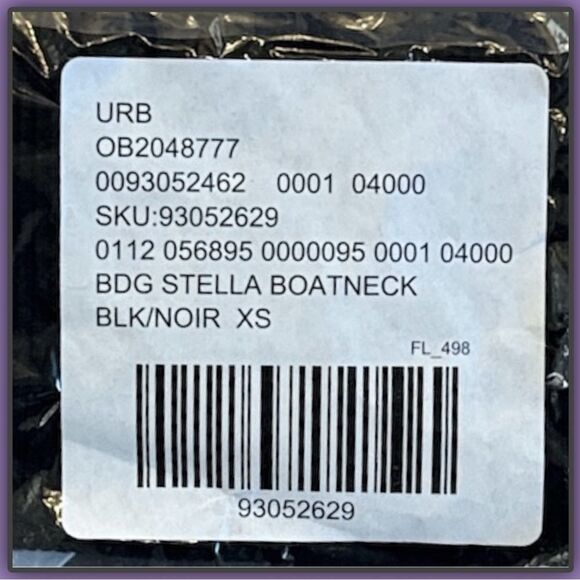 URB
OB2048777
0093052462 0001 04000
SKU:93052629
0112 056895 0000095 0001 04000
BDG STELLA BOATNECK
BLK/NOIR XS
FL_498
93052629